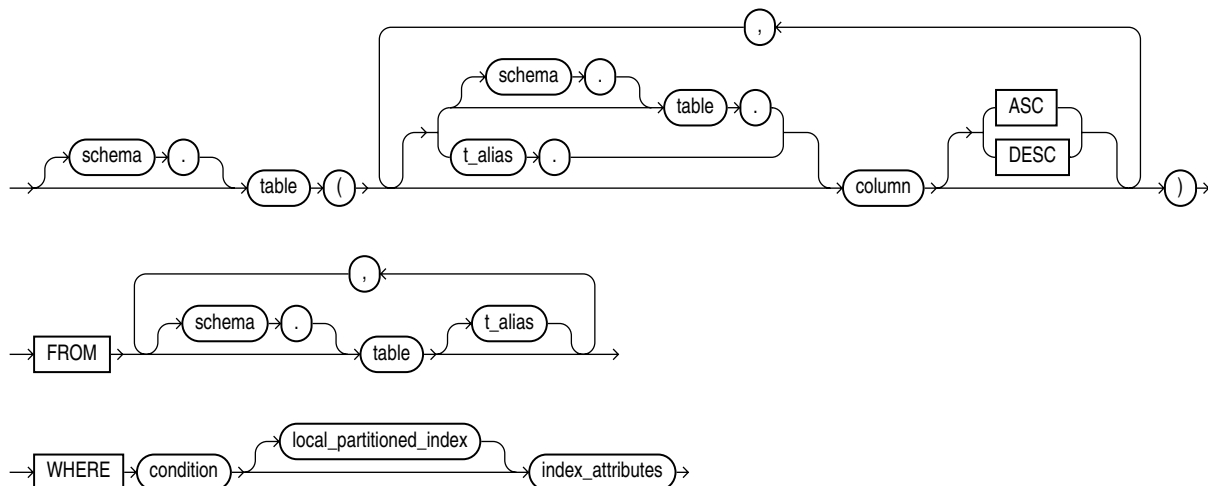 ,
schema .
schema . table . ASC
t_alias . DESC
table ( column )
,
schema . t_alias
FROM table
local_partitioned_index
WHERE condition index_attributes